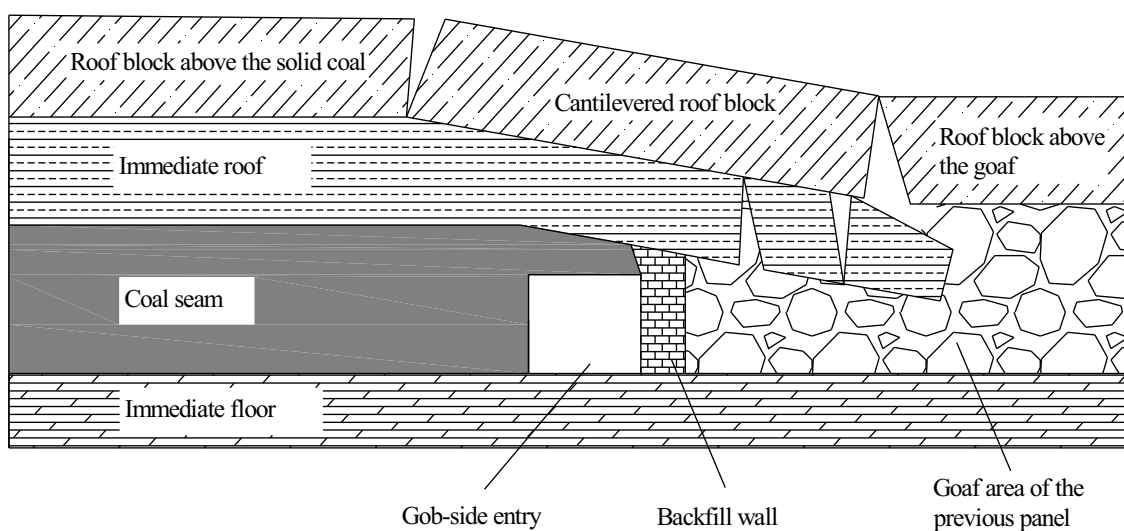 Roof block above the solid coal
Cantilevered roof block
Roof block above
the goaf
Immediate roof
Coal seam
Immediate floor
Gob-side entry
Backfill wall
Goaf area of the
previous panel